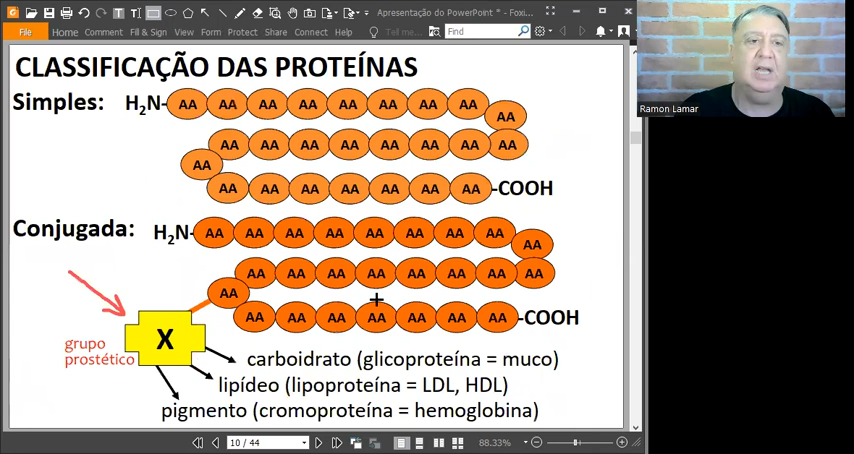 Apresentação do PowerPoint * - Foxi...
File Home Comment Fill & Sign View Form Protect Share Connect Help Tell me... Find
CLASSIFICAÇÃO DAS PROTEÍNAS
Simples: H2N- AA AA AA AA AA AA AA AA
AA
AA AA AA AA AA AA AA AA
AA
AA AA AA AA AA AA AA -COOH
Conjugada: H2N- AA AA AA AA AA AA AA AA
AA
AA AA AA AA AA AA AA AA
AA
AA AA AA AA AA AA AA -COOH
X
grupo
prostético
carboidrato (glicoproteína = muco)
lipídeo (lipoproteína = LDL, HDL)
pigmento (cromoproteína = hemoglobina)
10 / 44
88.33%
Ramon Lamar